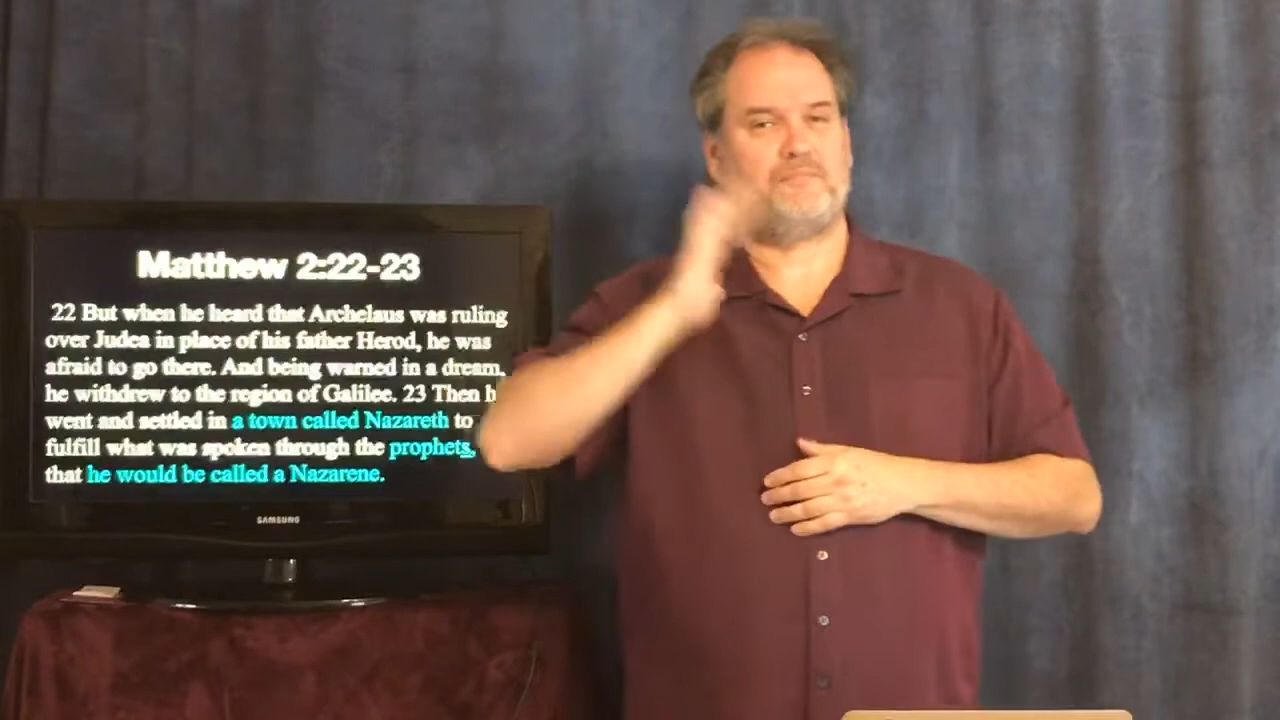 Matthew 2:22-23
22 But when he heard that Archelaus was ruling
over Judea in place of his father Herod, he was
afraid to go there. And being warned in a dream,
he withdrew to the region of Galilee. 23 Then
went and settled in a town called Nazareth to
fulfill what was spoken through the prophets,
that he would be called a Nazarene.
SAMSUNG